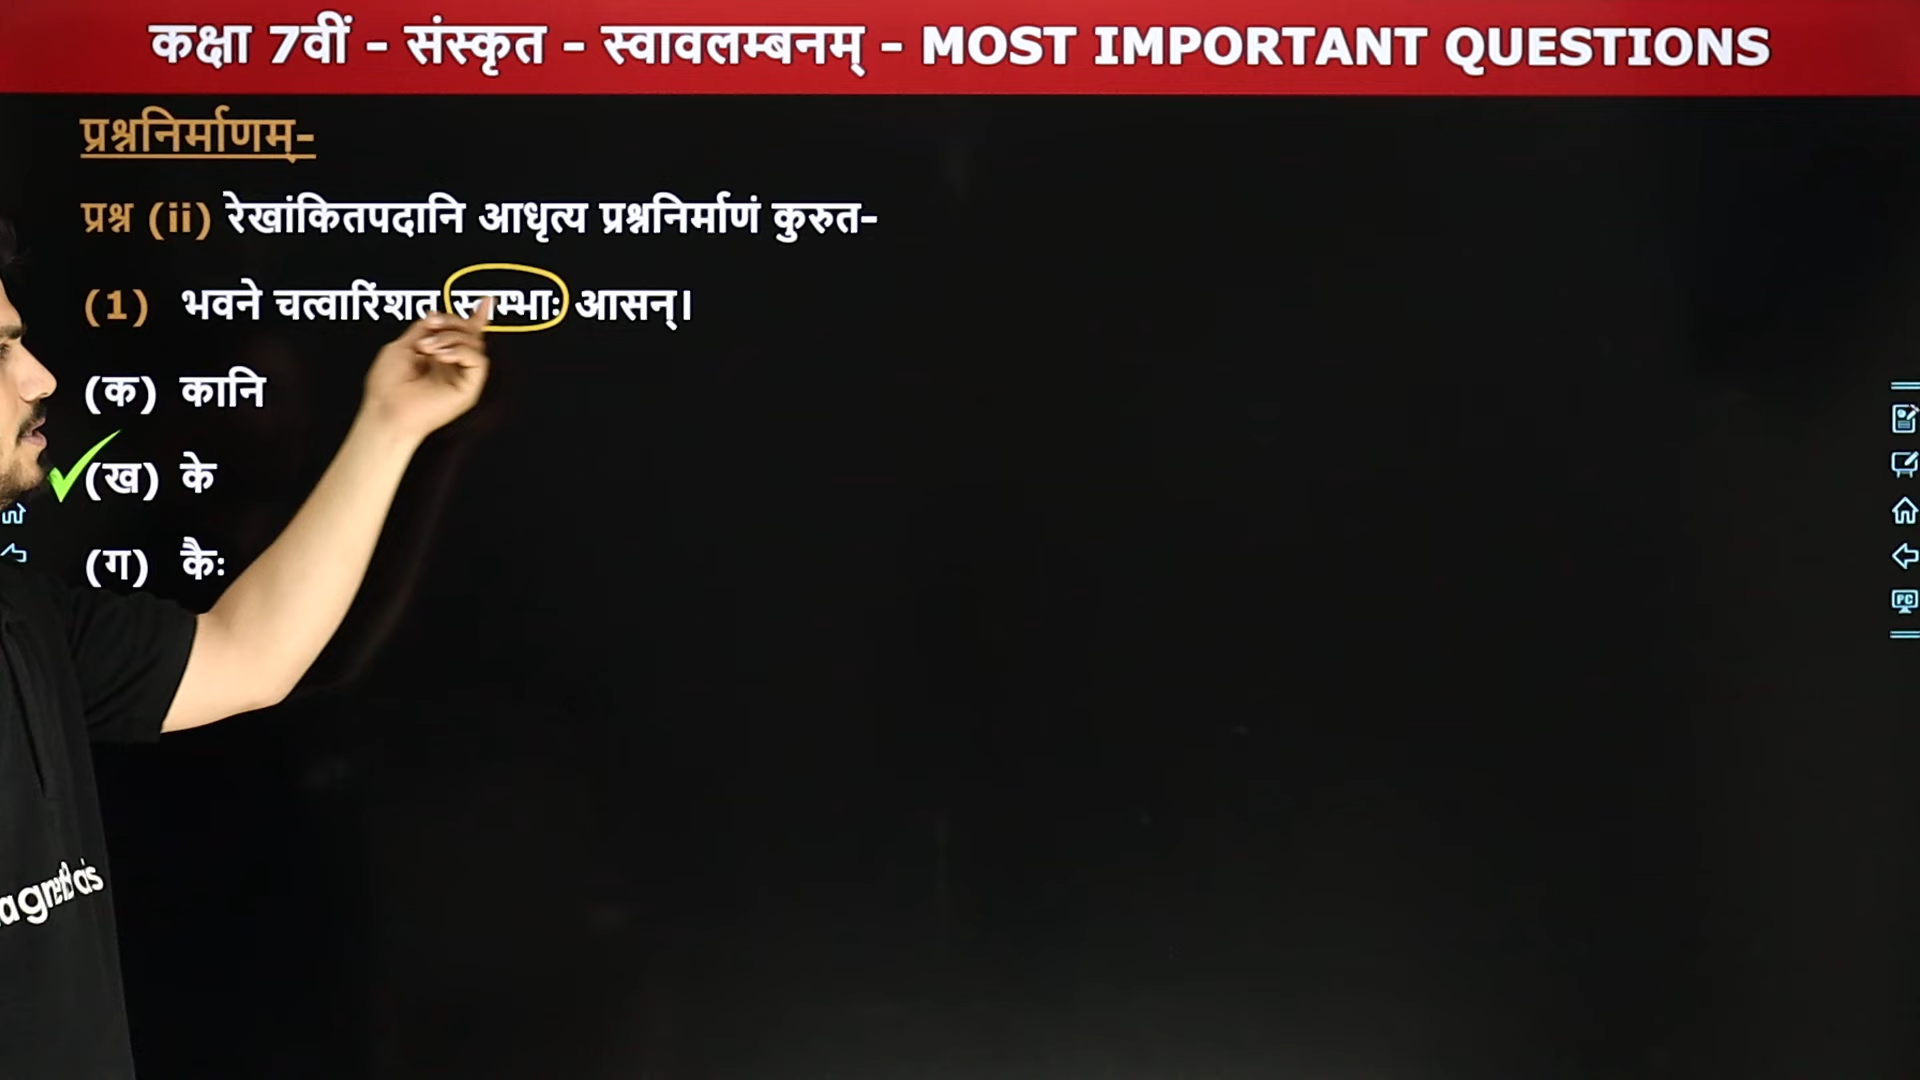 कक्षा 7वीं - संस्कृत - स्वावलम्बनम् - MOST IMPORTANT QUESTIONS
प्रश्ननिर्माणम्-
प्रश्न (ii) रेखांकितपदानि आधृत्य प्रश्ननिर्माणं कुरुत-
(1) भवने चत्वारिंशत् स्तम्भाः आसन्।
(क) कानि
(ख) के
(ग) कैः
PC